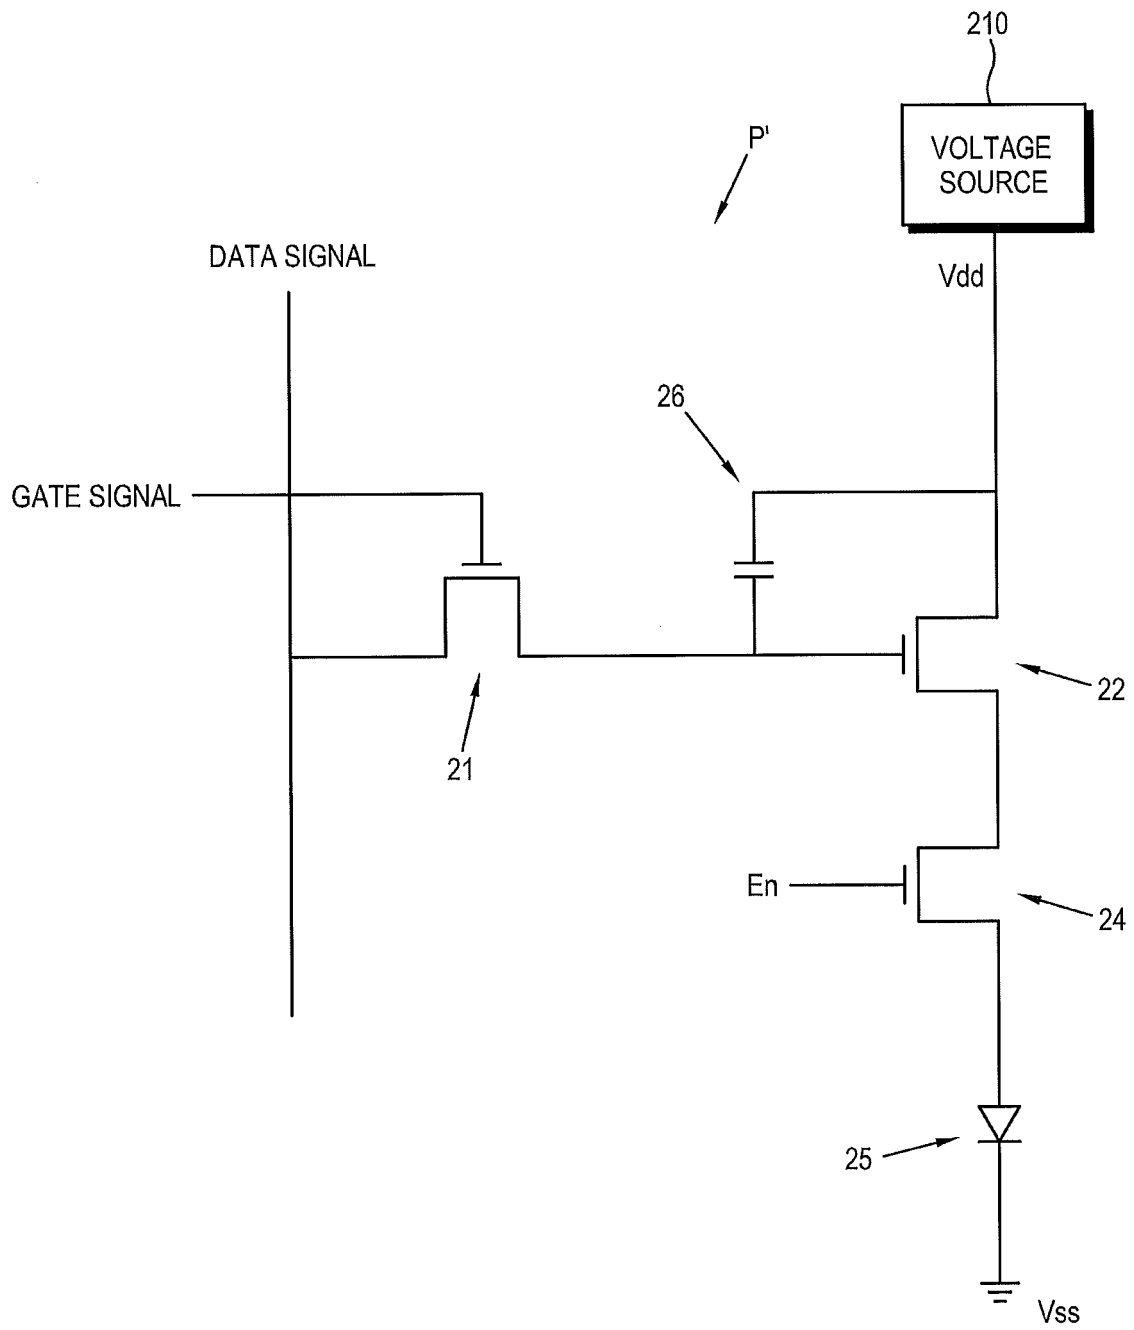 210
P'
VOLTAGE
SOURCE
DATA SIGNAL
Vdd
26
GATE SIGNAL
22
21
En
24
25
Vss